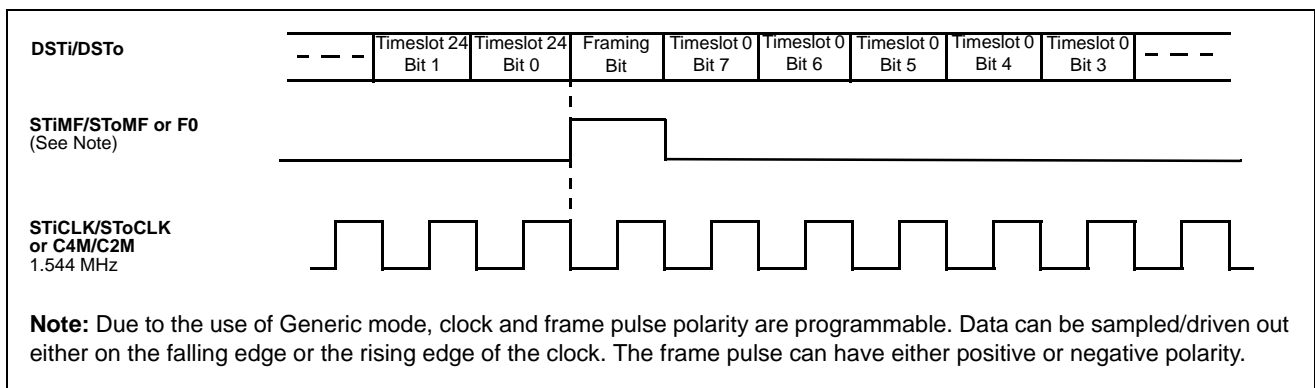 DSTi/DSTo
Timeslot 24 Timeslot 24 Framing Timeslot 0 Timeslot 0 Timeslot 0 Timeslot 0 Timeslot 0
Bit 1 Bit 0 Bit Bit 7 Bit 6 Bit 5 Bit 4 Bit 3
STiMF/SToMF or F0
(See Note)
STiCLK/SToCLK
or C4M/C2M
1.544 MHz
Note: Due to the use of Generic mode, clock and frame pulse polarity are programmable. Data can be sampled/driven out
either on the falling edge or the rising edge of the clock. The frame pulse can have either positive or negative polarity.